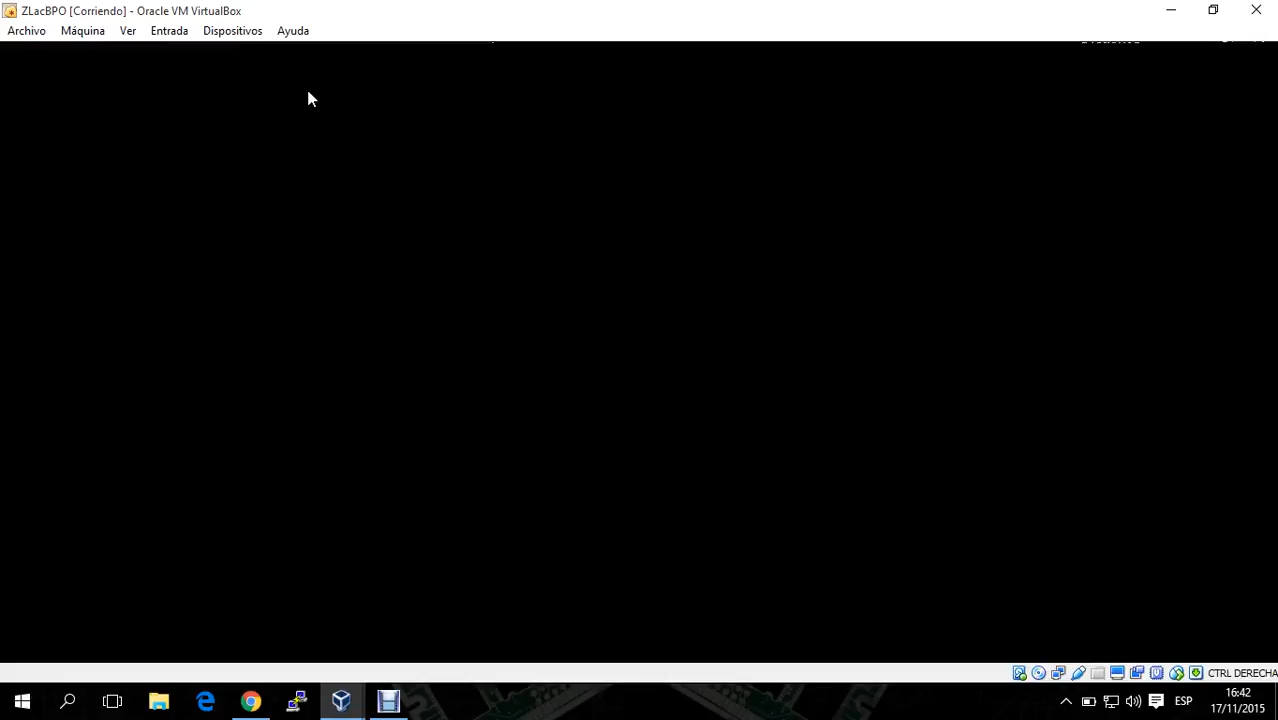 ZLacBPO [Corriendo] - Oracle VM VirtualBox
Archivo Máquina Ver Entrada Dispositivos Ayuda
CTRL DERECHA
ESP
16:42
17/11/2015